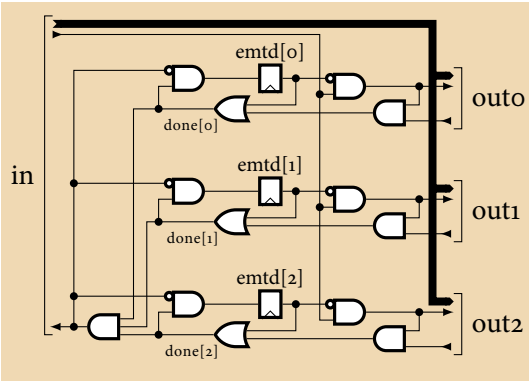 emtd[0]
out0
done[0]
emtd[1]
in
out1
done[1]
emtd[2]
out2
done[2]